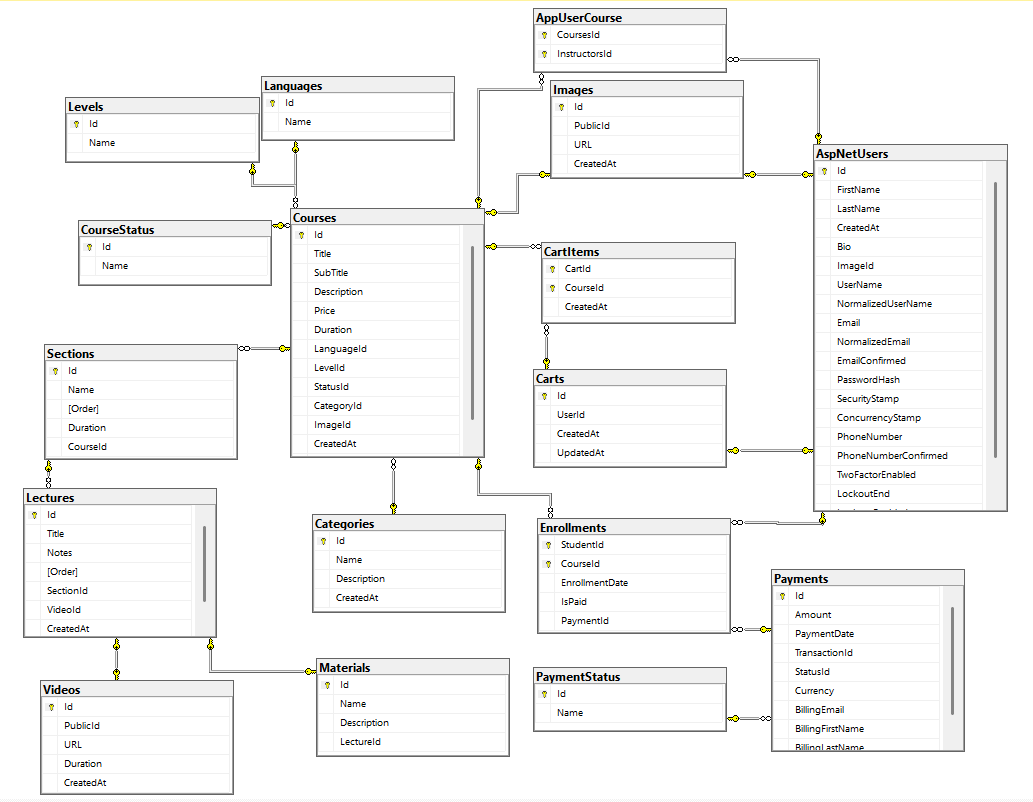 AppUserCourse
CoursesId
InstructorsId
Languages
Id
Name
Levels
Id
Name
Images
Id
PublicId
URL
CreatedAt
AspNetUsers
Id
FirstName
LastName
CreatedAt
Bio
ImageId
UserName
NormalizedUserName
Email
NormalizedEmail
EmailConfirmed
PasswordHash
SecurityStamp
ConcurrencyStamp
PhoneNumber
PhoneNumberConfirmed
TwoFactorEnabled
LockoutEnd
CourseStatus
Id
Name
Courses
Id
Title
SubTitle
Description
Price
Duration
LanguageId
LevelId
StatusId
CategoryId
ImageId
CreatedAt
CartItems
CartId
CourseId
CreatedAt
Sections
Id
Name
[Order]
Duration
CourseId
Carts
Id
UserId
CreatedAt
UpdatedAt
Lectures
Id
Title
Notes
[Order]
SectionId
VideoId
CreatedAt
Categories
Id
Name
Description
CreatedAt
Enrollments
StudentId
CourseId
EnrollmentDate
IsPaid
PaymentId
Payments
Id
Amount
PaymentDate
TransactionId
StatusId
Currency
BillingEmail
BillingFirstName
BillingLastName
Videos
Id
PublicId
URL
Duration
CreatedAt
Materials
Id
Name
Description
LectureId
PaymentStatus
Id
Name